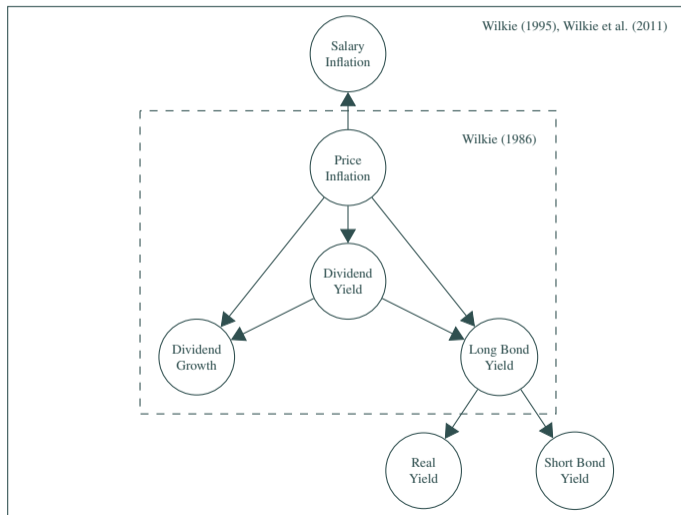 Wilkie (1995), Wilkie et al. (2011)
Salary
Inflation
Wilkie (1986)
Price
Inflation
Dividend
Yield
Dividend
Growth
Long Bond
Yield
Real
Yield
Short Bond
Yield